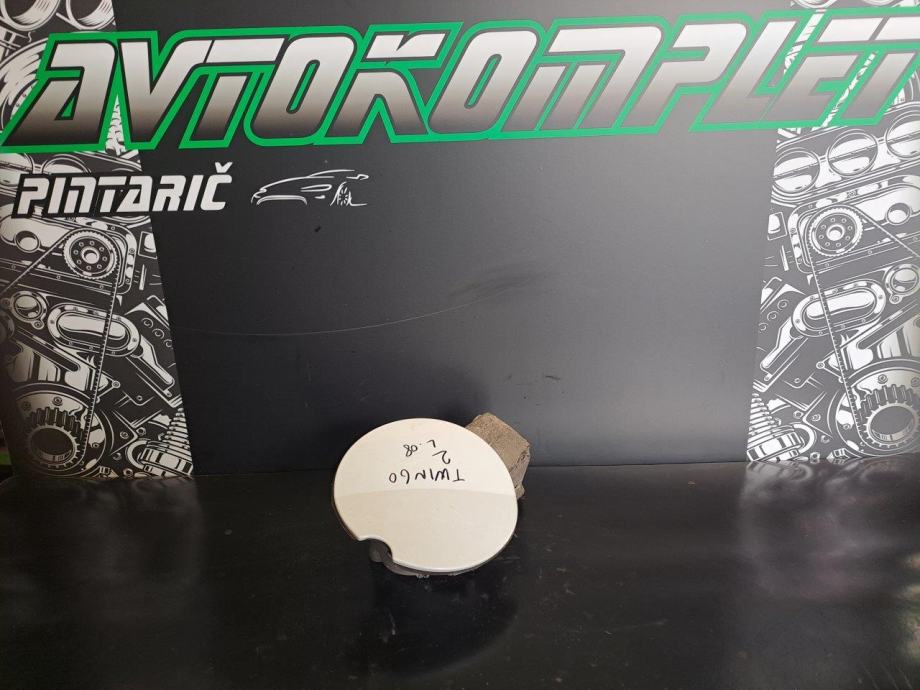 AVTOKOMPLET
PINTARIČ
TWINGO
2
L.08